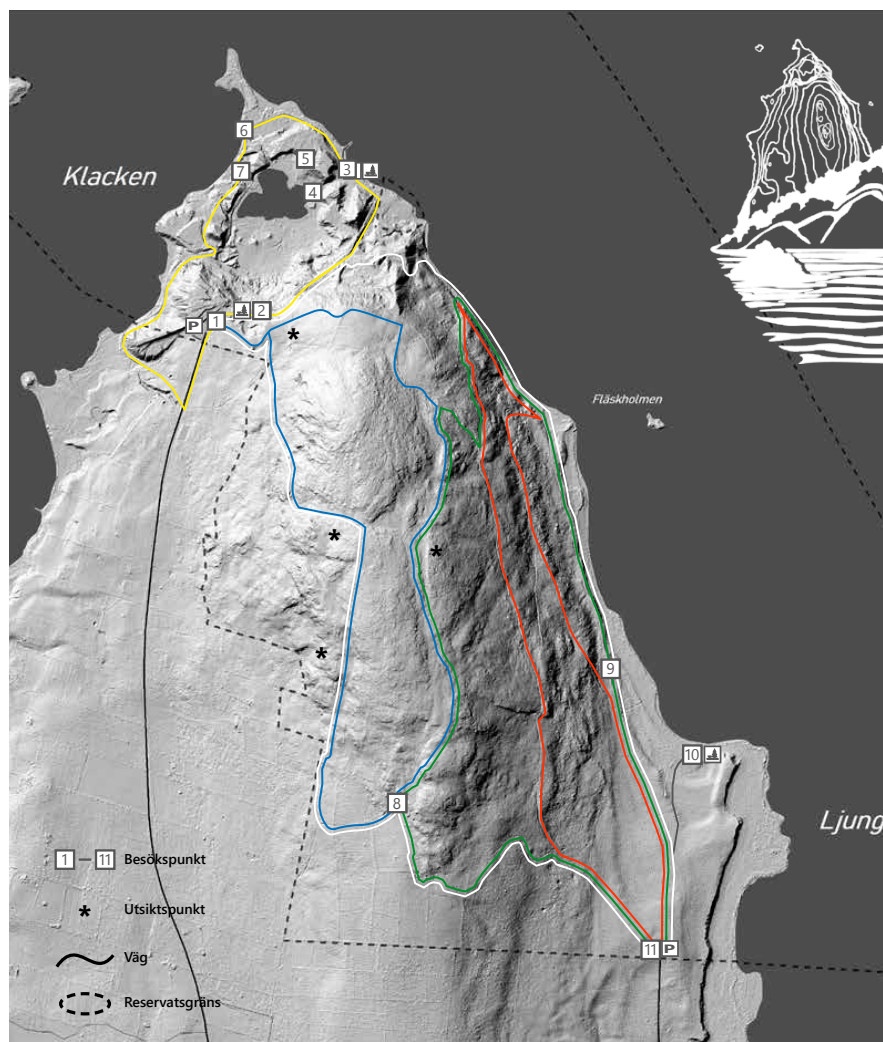 6
Klacken
7
5
3
4
P
1
2
Fläskholmen
9
10
8
Ljung
1 – 11 Besökspunkt
* Utsiktspunkt
Väg
Reservatsgräns
11 P